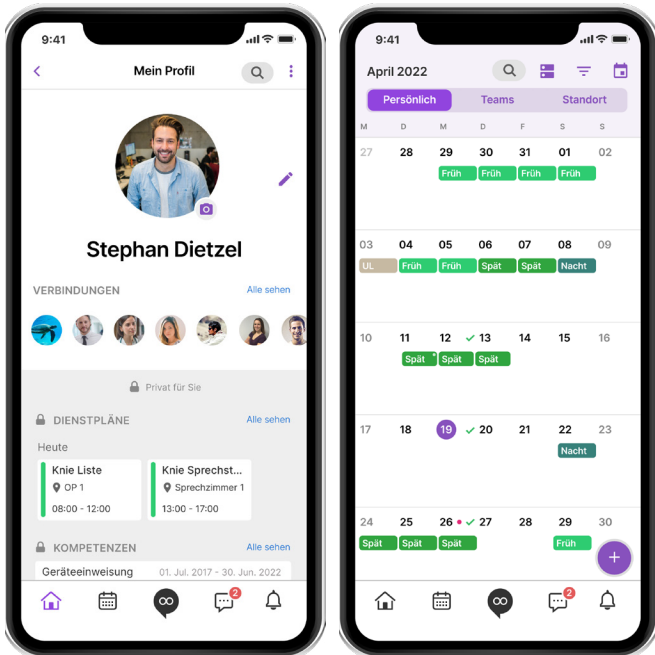 9:41
Mein Profil
Stephan Dietzel
VERBINDUNGEN Alle sehen
Privat für Sie
DIENSTPLÄNE Alle sehen
Heute
Knie Liste
OP 1
08:00 - 12:00
Knie Sprechst...
Sprechzimmer 1
13:00 - 17:00
KOMPETENZEN Alle sehen
Geräteeinweisung 01. Jul. 2017 - 30. Jun. 2022
2
9:41
April 2022
Persönlich Teams Standort
M D M D F S S
27 28 29 30 31 01 02
Früh Früh Früh Früh
03 04 05 06 07 08 09
UL Früh Früh Spät Spät Nacht
10 11 12 13 14 15 16
Spät Spät Spät
17 18 19 20 21 22 23
Nacht
24 25 26 27 28 29 30
Spät Spät Spät Früh
2